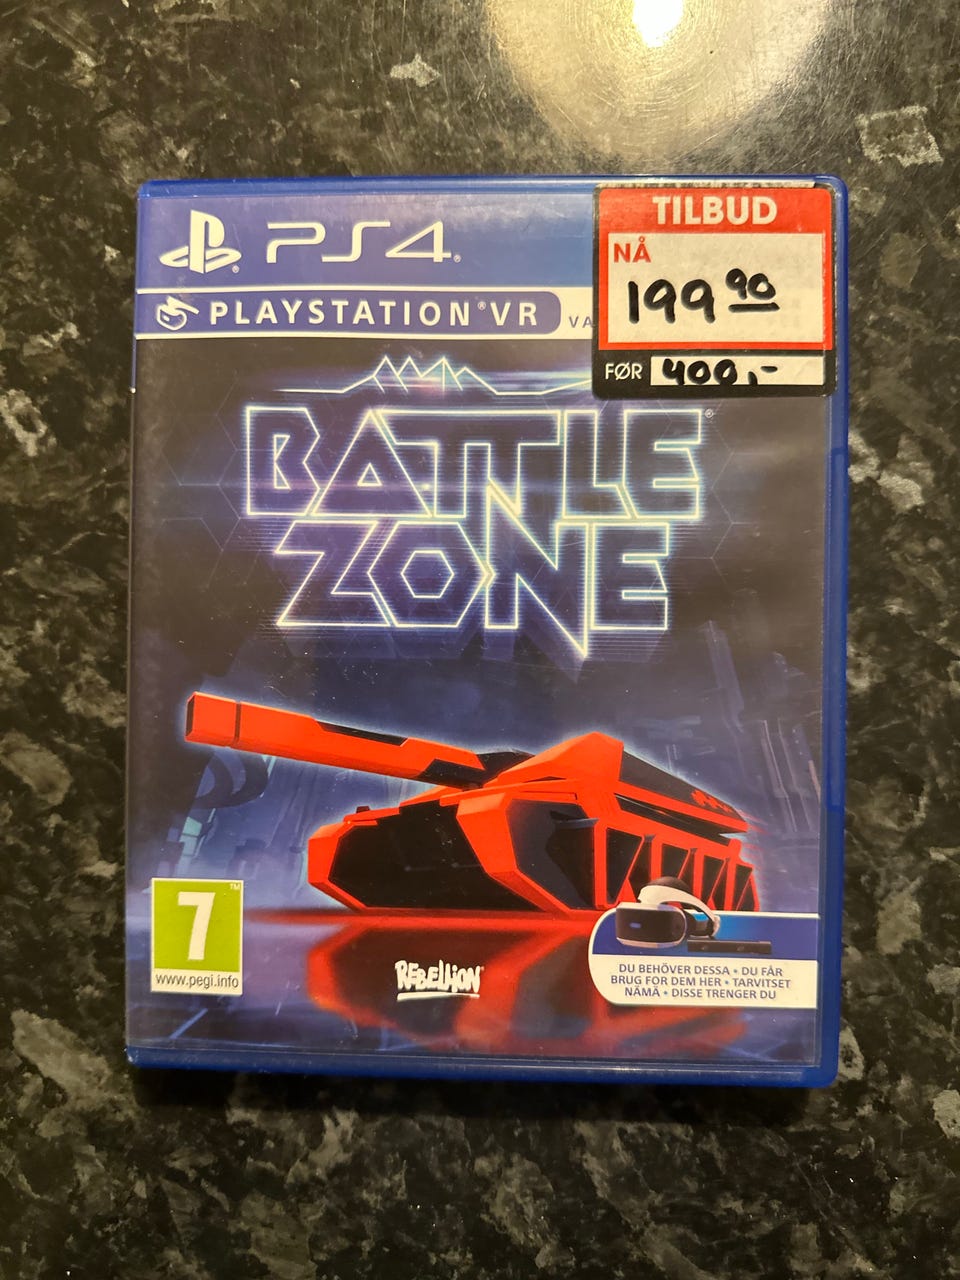 PS4
PLAYSTATION®VR
VA
TILBUD
NÅ
199 90
FØR 400,-
BATTLE
ZONE
7
www.pegi.info
REBELLION
DU BEHÖVER DESSA • DU FÅR
BRUG FOR DEM HER • TARVITSET
NÄMÄ • DISSE TRENGER DU